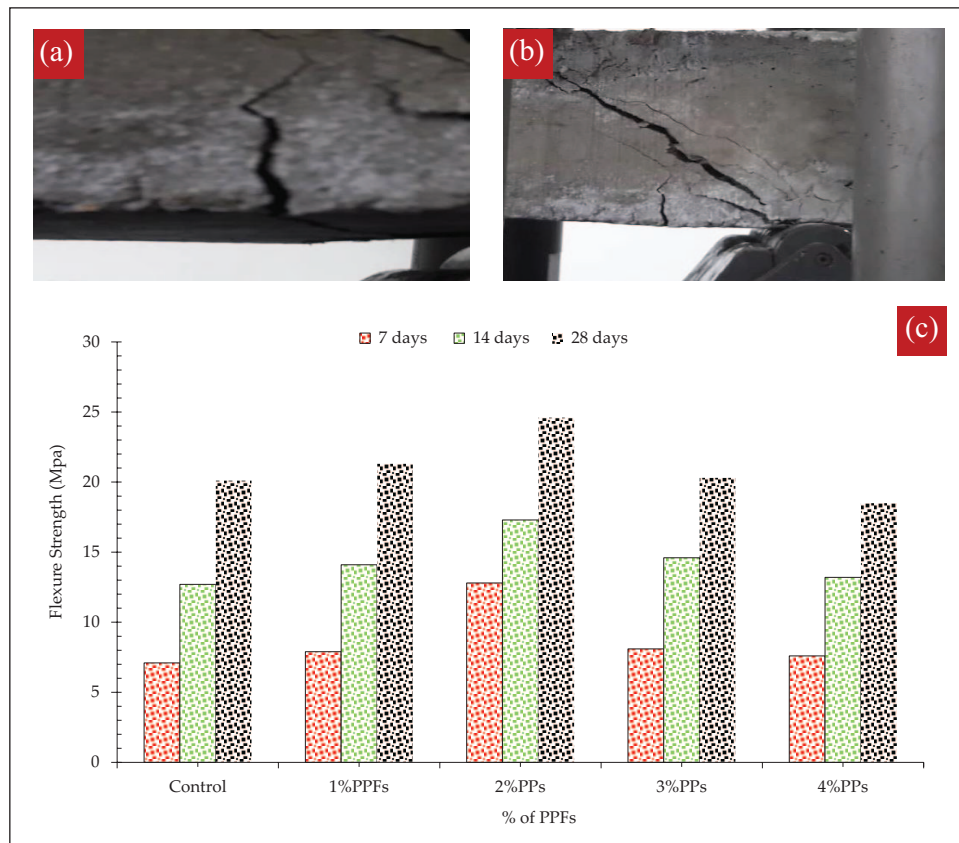 (a)
(b)
(c)
7 days 14 days 28 days
30
25
20
15
10
5
0
Flexure Strength (Mpa)
Control 1%PPFs 2%PPs 3%PPs 4%PPs
% of PPFs